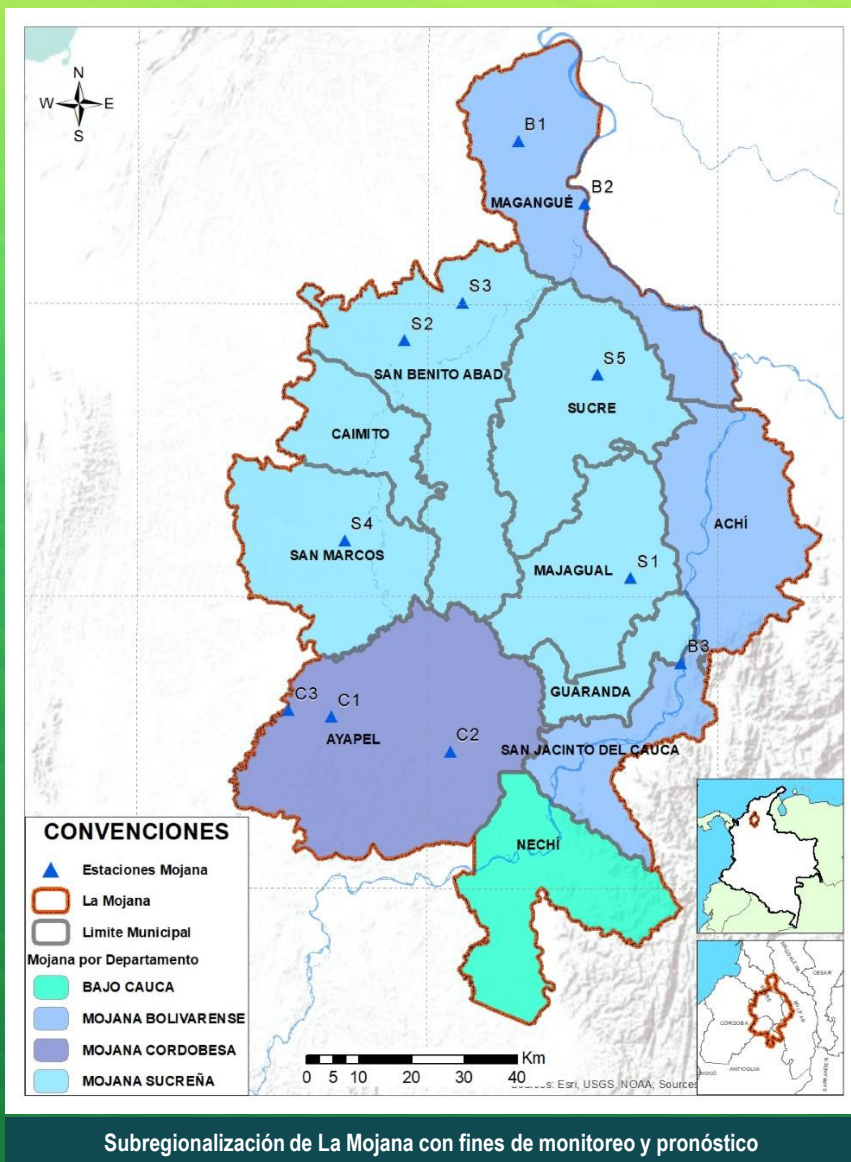 N
W E
S
B1
B2
MAGANGUÉ
S3
S2
SAN BENITO ABAD
S5
SUCRE
CAIMITO
ACHÍ
S4
SAN MARCOS
MAJAGUAL
S1
B3
GUARANDA
C3
C1
AYAPEL
C2
SAN JACINTO DEL CAUCA
NECHÍ
CONVENCIONES
Estaciones Mojana
La Mojana
Limite Municipal
Mojana por Departamento
BAJO CAUCA
MOJANA BOLIVARENSE
MOJANA CORDOBESA
MOJANA SUCREÑA
Km
0 5 10 20 30 40
Sources: Esri, USGS, NOAA, Sources
CESAR
CORDOBA
ANTIOQUIA
Subregionalización de La Mojana con fines de monitoreo y pronóstico